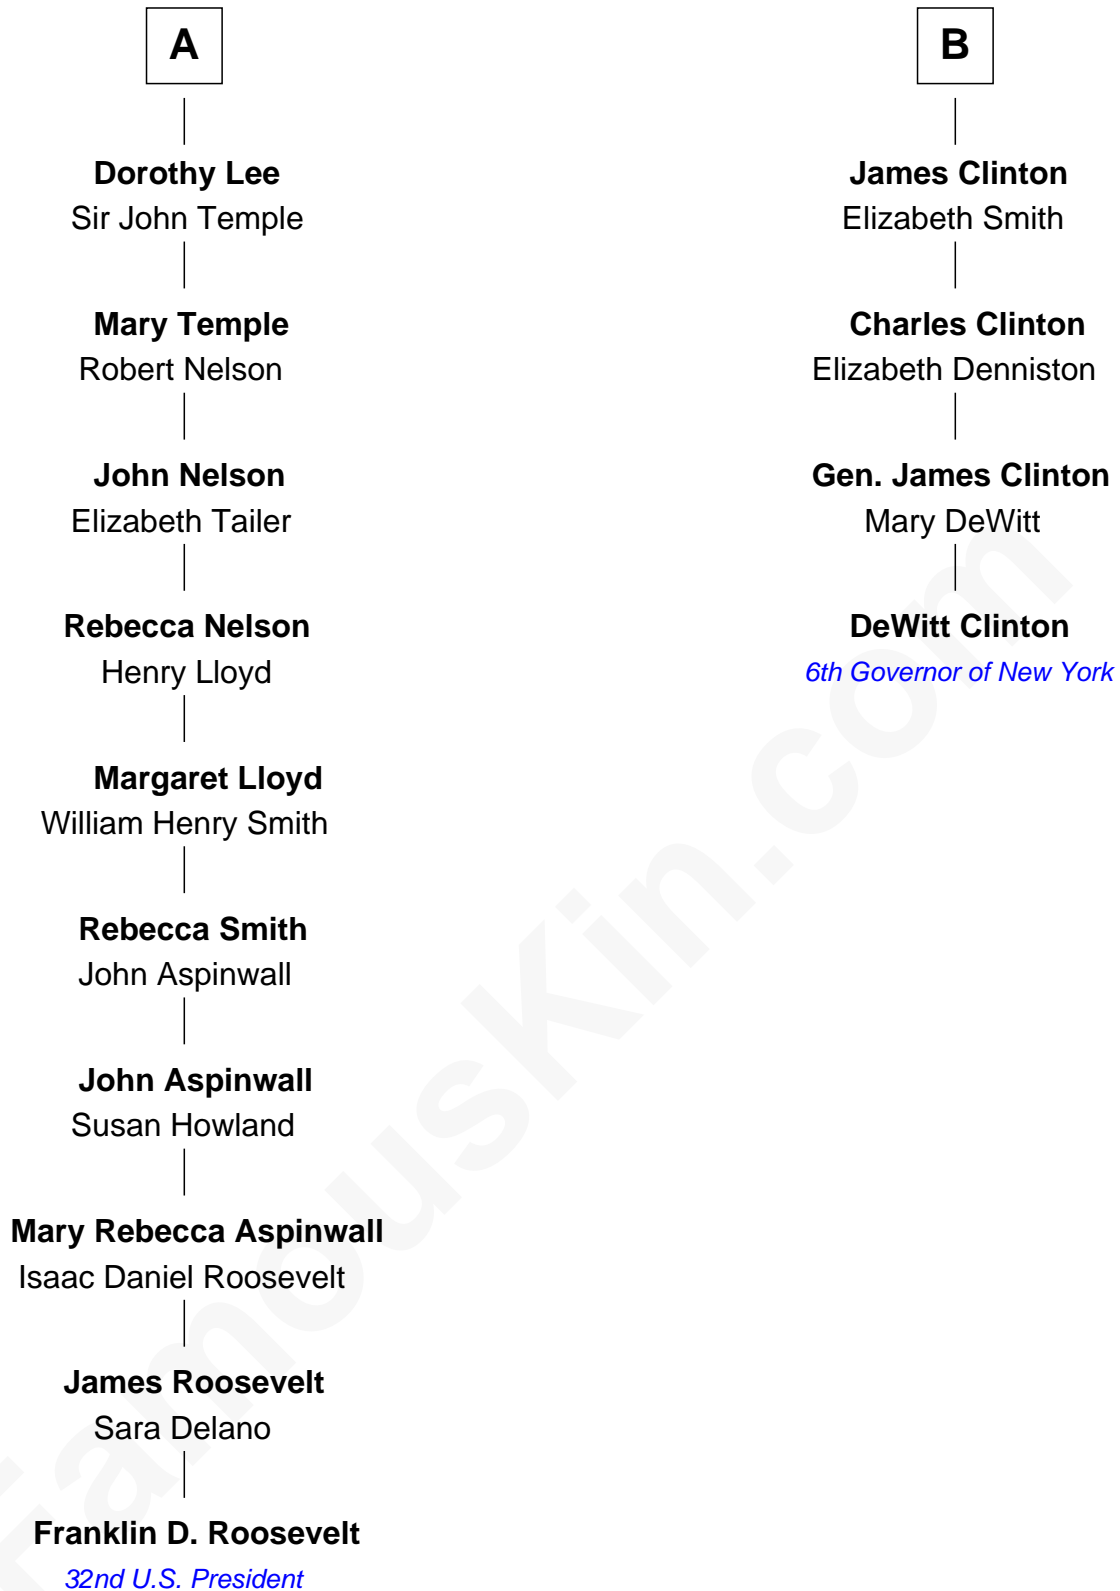 A
Dorothy Lee
Sir John Temple
Mary Temple
Robert Nelson
John Nelson
Elizabeth Tailer
Rebecca Nelson
Henry Lloyd
Margaret Lloyd
William Henry Smith
Rebecca Smith
John Aspinwall
John Aspinwall
Susan Howland
Mary Rebecca Aspinwall
Isaac Daniel Roosevelt
James Roosevelt
Sara Delano
Franklin D. Roosevelt
32nd U.S. President
B
James Clinton
Elizabeth Smith
Charles Clinton
Elizabeth Denniston
Gen. James Clinton
Mary DeWitt
DeWitt Clinton
6th Governor of New York
FamousKin.com